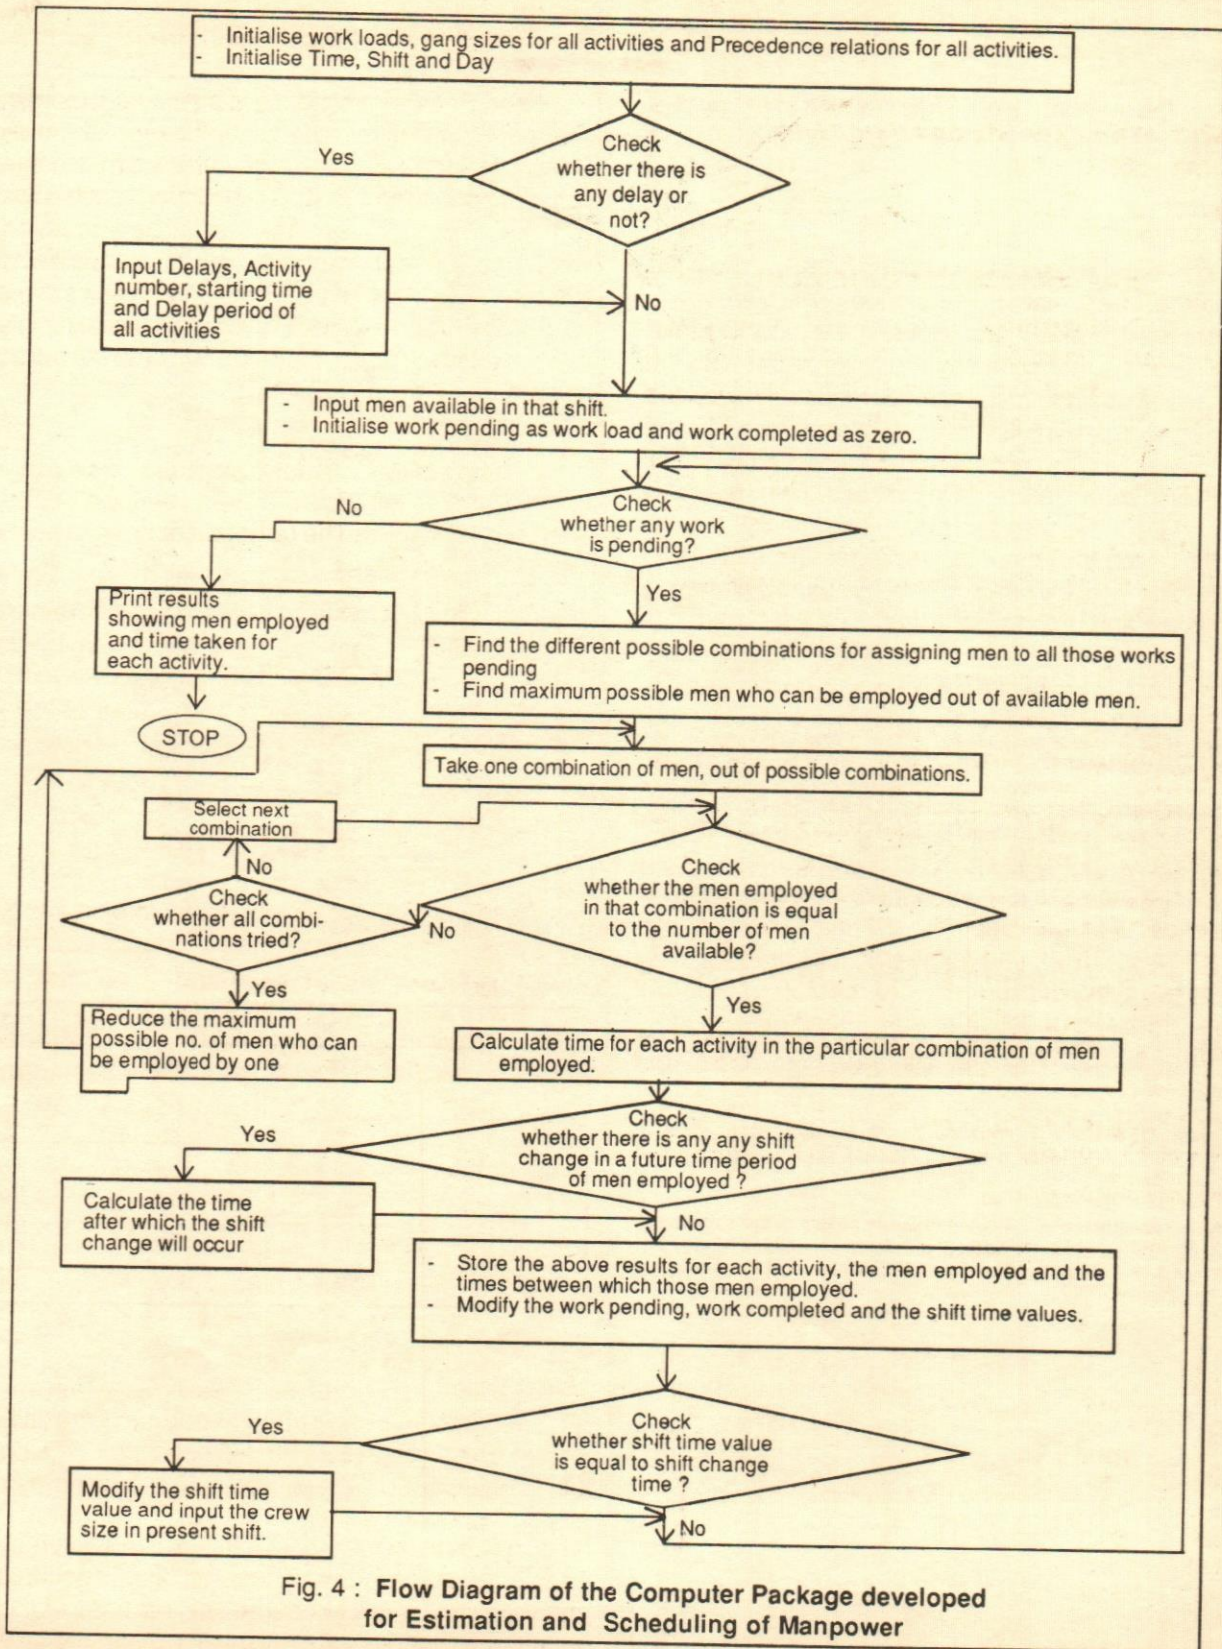 - Initialise work loads, gang sizes for all activities and Precedence relations for all activities.
- Initialise Time, Shift and Day
Check
whether there is
any delay or
not?
Yes
Input Delays, Activity
number, starting time
and Delay period of
all activities
No
- Input men available in that shift.
- Initialise work pending as work load and work completed as zero.
Check
whether any work
is pending?
No
Yes
Print results
showing men employed
and time taken for
each activity.
STOP
- Find the different possible combinations for assigning men to all those works
pending
- Find maximum possible men who can be employed out of available men.
Take one combination of men, out of possible combinations.
Select next
combination
No
Check
whether all combi-
nations tried?
Check
whether the men employed
in that combination is equal
to the number of men
available?
No
Yes
Reduce the maximum
possible no. of men who can
be employed by one
Yes
Calculate time for each activity in the particular combination of men
employed.
Check
whether there is any any shift
change in a future time period
of men employed ?
Yes
Calculate the time
after which the shift
change will occur
No
- Store the above results for each activity, the men employed and the
times between which those men employed.
- Modify the work pending, work completed and the shift time values.
Check
whether shift time value
is equal to shift change
time ?
Yes
Modify the shift time
value and input the crew
size in present shift.
No
Fig. 4 : Flow Diagram of the Computer Package developed
for Estimation and Scheduling of Manpower